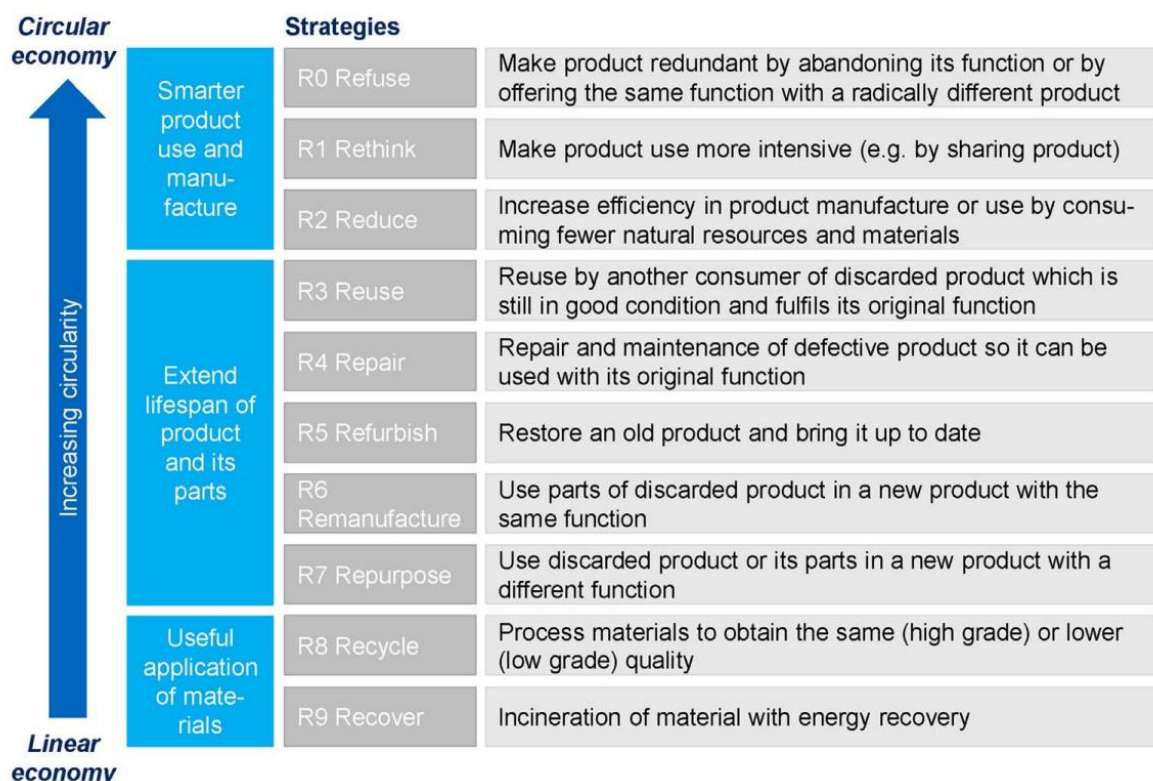 Circular
economy
Strategies
Smarter
product
use and
manu-
facture
R0 Refuse
Make product redundant by abandoning its function or by
offering the same function with a radically different product
R1 Rethink
Make product use more intensive (e.g. by sharing product)
R2 Reduce
Increase efficiency in product manufacture or use by consu-
ming fewer natural resources and materials
Increasing circularity
Extend
lifespan of
product
and its
parts
R3 Reuse
Reuse by another consumer of discarded product which is
still in good condition and fulfils its original function
R4 Repair
Repair and maintenance of defective product so it can be
used with its original function
R5 Refurbish
Restore an old product and bring it up to date
R6
Remanufacture
Use parts of discarded product in a new product with the
same function
R7 Repurpose
Use discarded product or its parts in a new product with a
different function
Useful
application
of mate-
rials
R8 Recycle
Process materials to obtain the same (high grade) or lower
(low grade) quality
R9 Recover
Incineration of material with energy recovery
Linear
economy